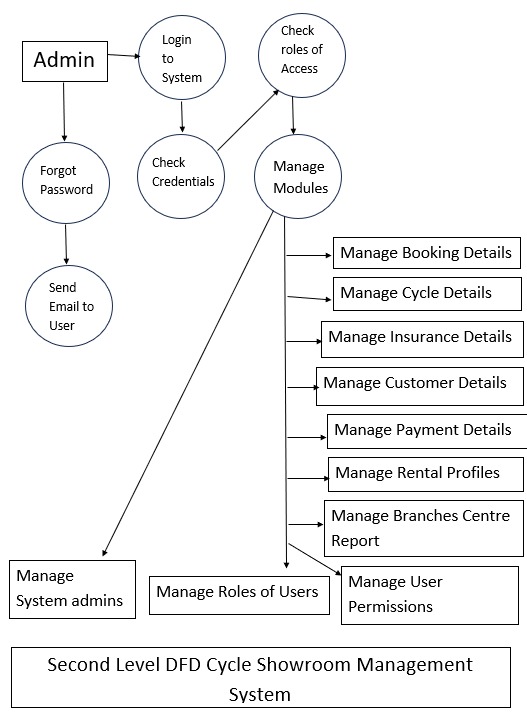 Admin
Login
to
System
Check
roles of
Access
Forgot
Password
Check
Credentials
Manage
Modules
Send
Email to
User
Manage Booking Details
Manage Cycle Details
Manage Insurance Details
Manage Customer Details
Manage Payment Details
Manage Rental Profiles
Manage Branches Centre
Report
Manage
System admins
Manage Roles of Users
Manage User
Permissions
Second Level DFD Cycle Showroom Management
System